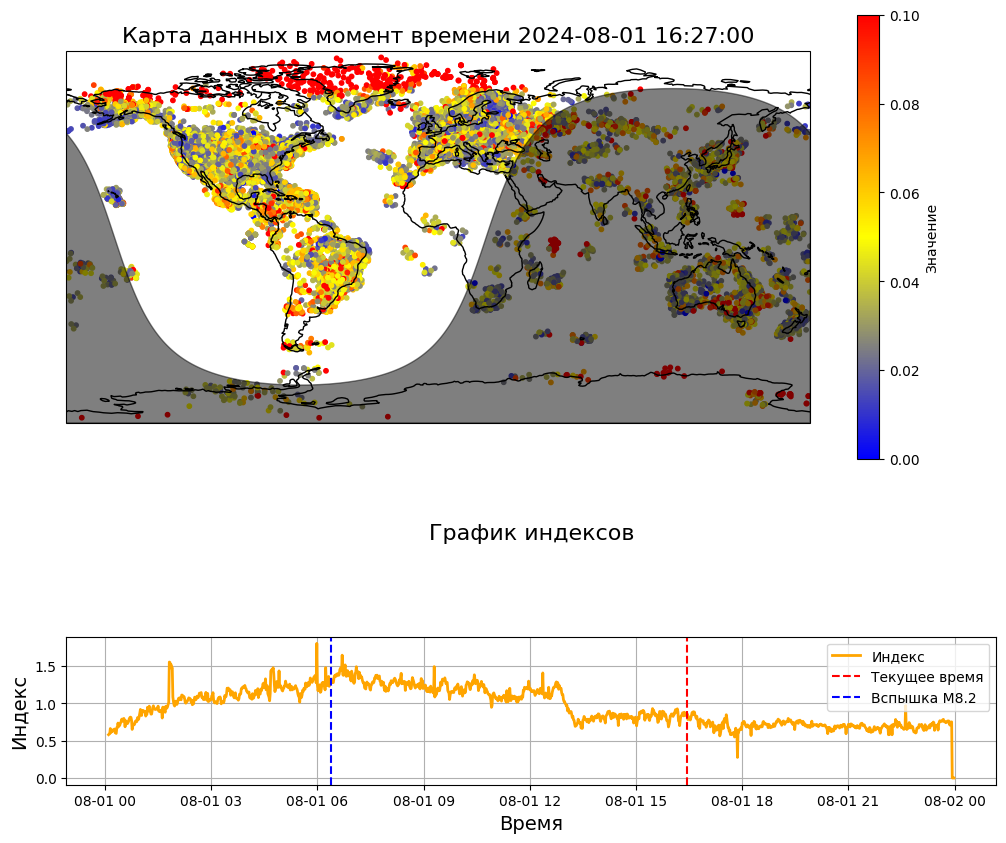 Карта данных в момент времени 2024-08-01 16:27:00
0.10
0.08
0.06
0.04
0.02
0.00
Значение
График индексов
Индекс
1.5
1.0
0.5
0.0
Индекс
Текущее время
Вспышка M8.2
08-01 00
08-01 03
08-01 06
08-01 09
08-01 12
08-01 15
08-01 18
08-01 21
08-02 00
Время